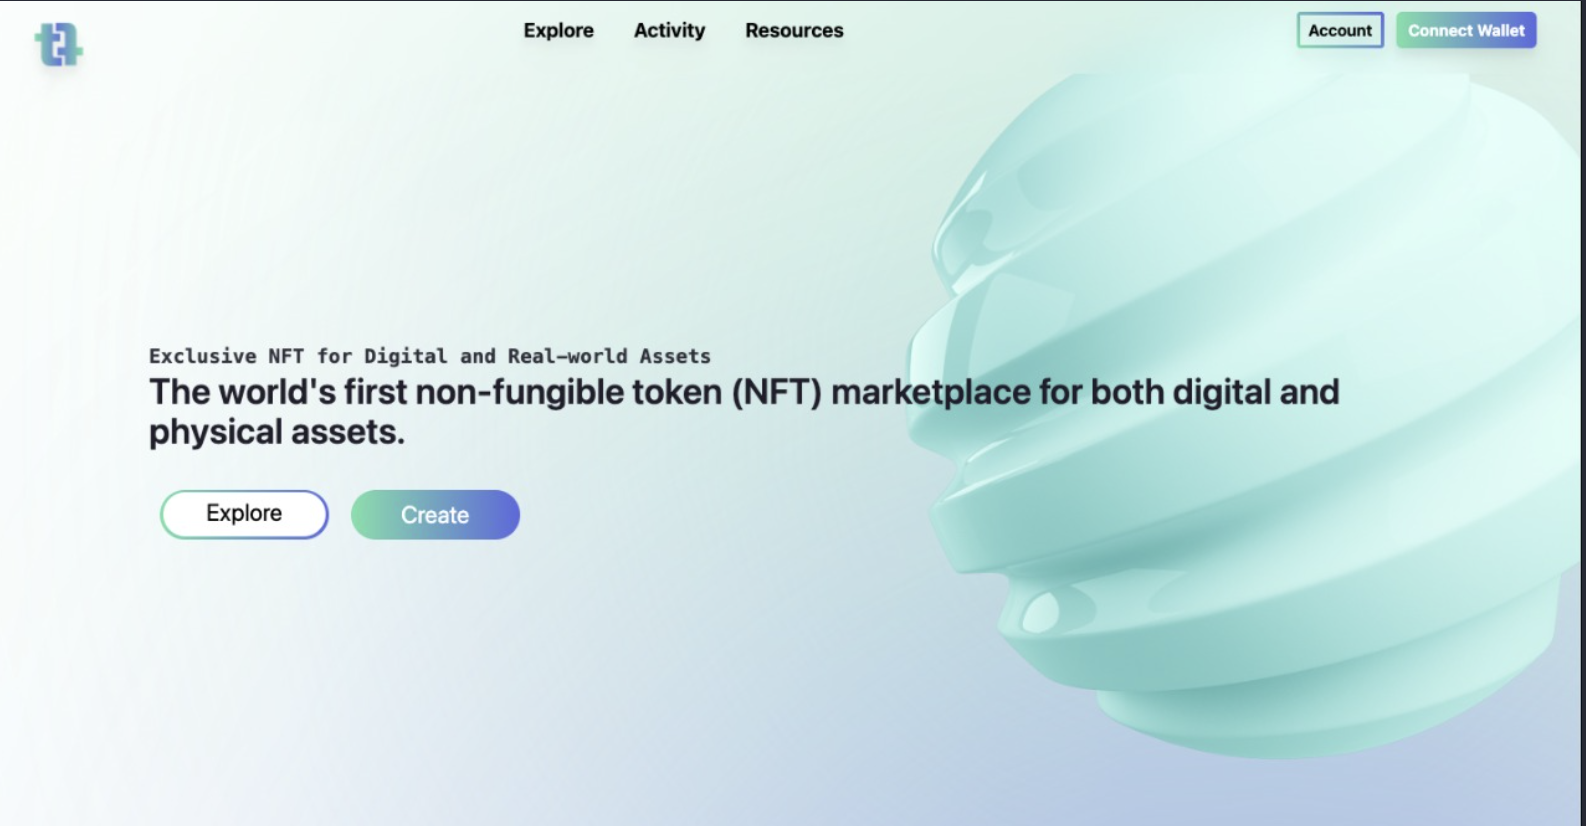 Explore Activity Resources Account Connect Wallet
Exclusive NFT for Digital and Real-world Assets
The world's first non-fungible token (NFT) marketplace for both digital and
physical assets.
Explore Create